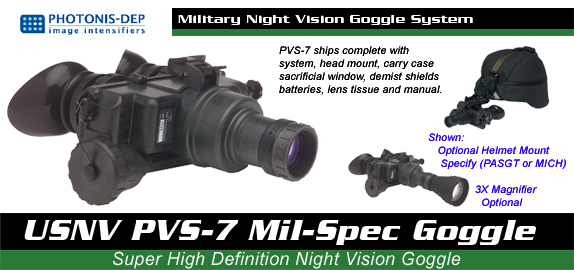 PHOTONIS-DEP
image intensifiers
Military Night Vision Goggle System
PVS-7 ships complete with
system, head mount, carry case
sacrificial window, demist shields
batteries, lens tissue and manual.
Shown:
Optional Helmet Mount
Specify (PASGT or MICH)
3X Magnifier
Optional
USNV PVS-7 Mil-Spec Goggle
Super High Definition Night Vision Goggle